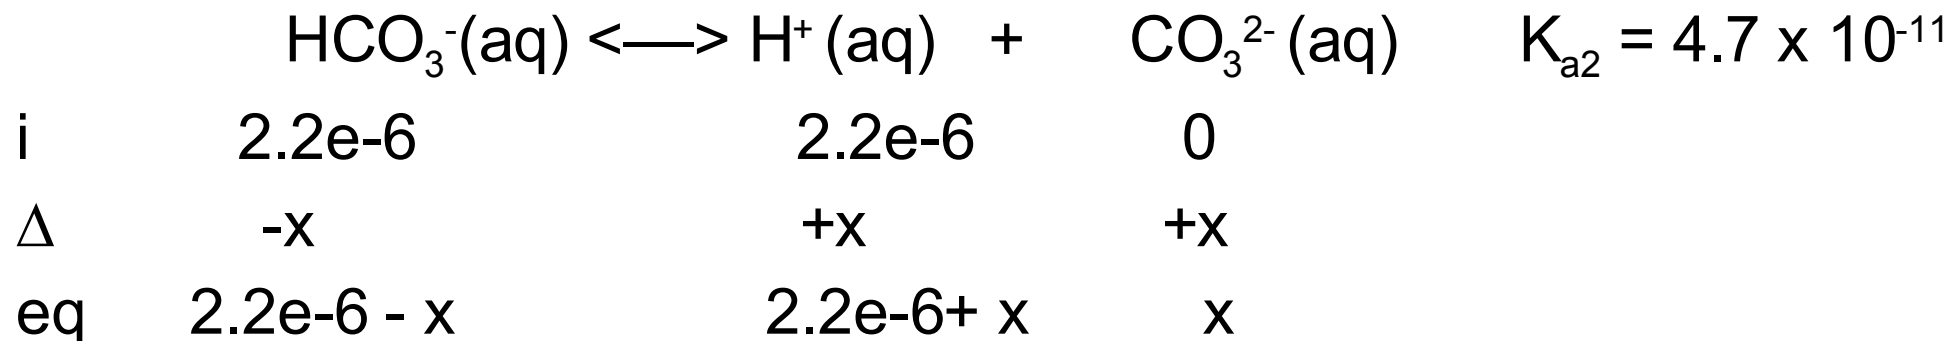 HCO₃⁻(aq) <—> H⁺ (aq) + CO₃²⁻ (aq) Kₐ₂ = 4.7 x 10⁻¹¹
i 2.2e-6 2.2e-6 0
Δ -x +x +x
eq 2.2e-6 - x 2.2e-6+ x x